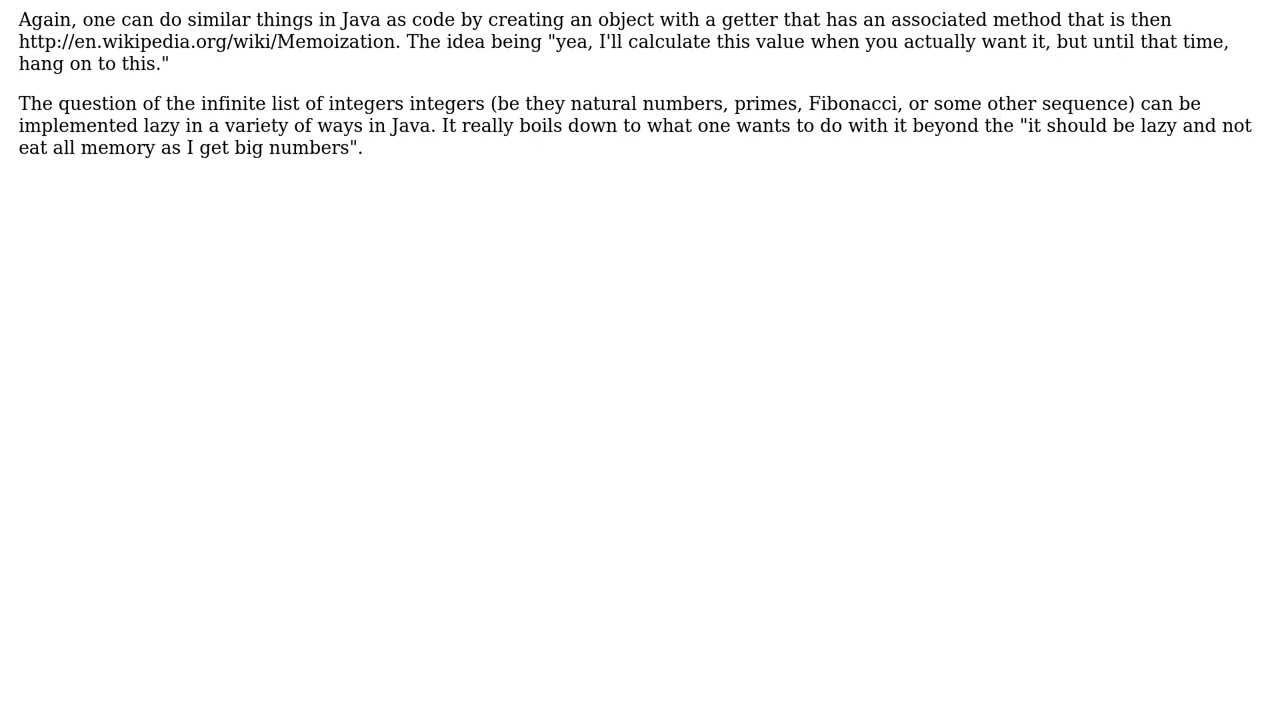 Again, one can do similar things in Java as code by creating an object with a getter that has an associated method that is then
http://en.wikipedia.org/wiki/Memoization. The idea being "yea, I'll calculate this value when you actually want it, but until that time,
hang on to this."
The question of the infinite list of integers integers (be they natural numbers, primes, Fibonacci, or some other sequence) can be
implemented lazy in a variety of ways in Java. It really boils down to what one wants to do with it beyond the "it should be lazy and not
eat all memory as I get big numbers".